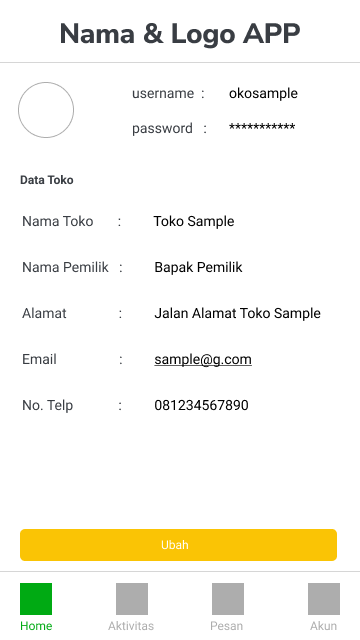 Nama & Logo APP
username : okosample
password : ***********
Data Toko
Nama Toko : Toko Sample
Nama Pemilik : Bapak Pemilik
Alamat : Jalan Alamat Toko Sample
Email : sample@g.com
No. Telp : 081234567890
Ubah
Home Aktivitas Pesan Akun